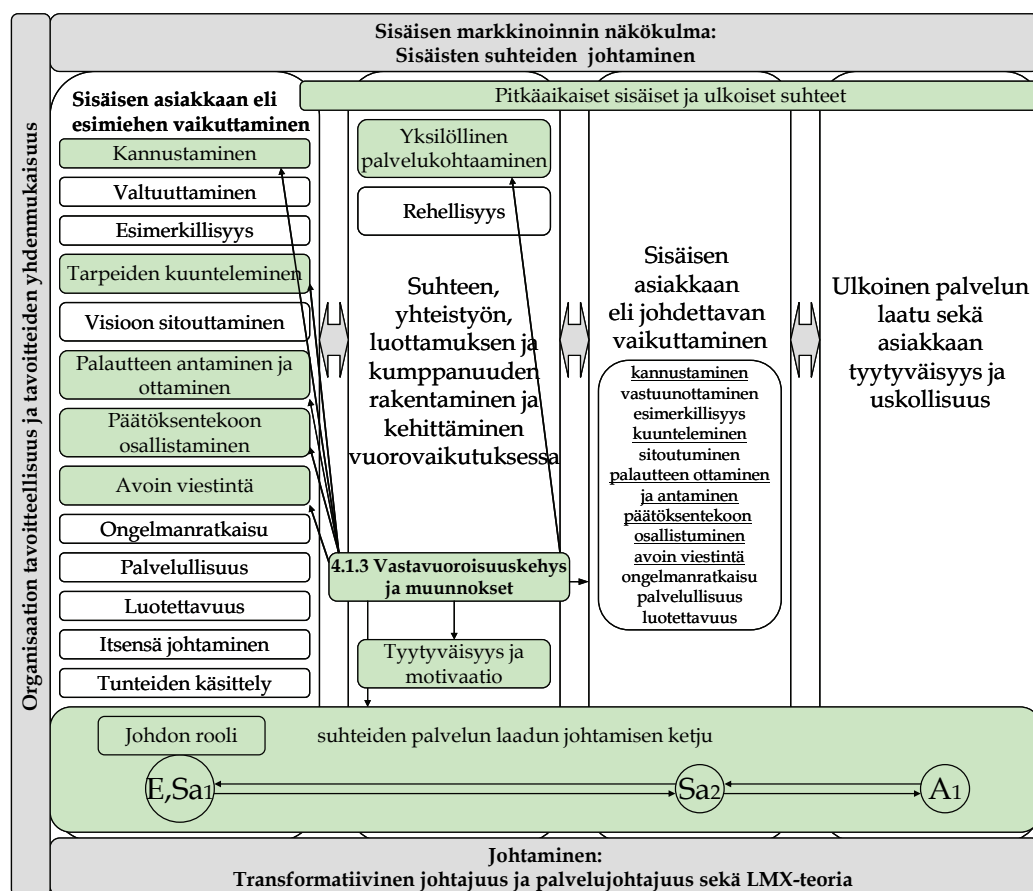 Sisäisen markkinoinnin näkökulma:
Sisäisten suhteiden johtaminen
Organisaation tavoitteellisuus ja tavoitteiden yhdenmukaisuus
Pitkäaikaiset sisäiset ja ulkoiset suhteet
Sisäisen asiakkaan eli
esimiehen vaikuttaminen
Kannustaminen
Valtuuttaminen
Esimerkillisyys
Tarpeiden kuunteleminen
Visioon sitouttaminen
Palautteen antaminen ja
ottaminen
Päätöksentekoon
osallistaminen
Avoin viestintä
Ongelmanratkaisu
Palvelullisuus
Luotettavuus
Itsensä johtaminen
Tunteiden käsittely
Yksilöllinen
palvelukohtaaminen
Rehellisyys
Suhteen,
yhteistyön,
luottamuksen ja
kumppanuuden
rakentaminen ja
kehittäminen
vuorovaikutuksessa
4.1.3 Vastavuoroisuuskehys
ja muunnokset
Tyytyväisyys ja
motivaatio
Sisäisen
asiakkaan
eli johdettavan
vaikuttaminen
kannustaminen
vastuunottaminen
esimerkillisyys
kuunteleminen
sitoutuminen
palautteen ottaminen
ja antaminen
päätöksentekoon
osallistuminen
avoin viestintä
ongelmanratkaisu
palvelullisuus
luotettavuus
Ulkoinen palvelun
laatu sekä
asiakkaan
tyytyväisyys ja
uskollisuus
Johdon rooli
suhteiden palvelun laadun johtamisen ketju
E,Sa1
Sa2
A1
Johtaminen:
Transformatiivinen johtajuus ja palvelujohtajuus sekä LMX-teoria